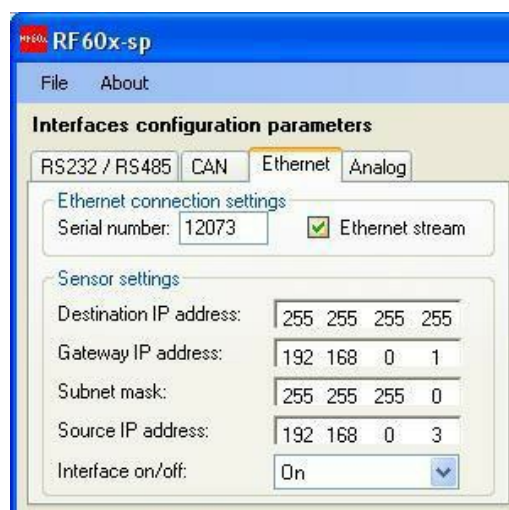 RF60x RF60x-sp
File About
Interfaces configuration parameters
RS232 / RS485 CAN Ethernet Analog
Ethernet connection settings
Serial number: 12073 Ethernet stream
Sensor settings
Destination IP address: 255 255 255 255
Gateway IP address: 192 168 0 1
Subnet mask: 255 255 255 0
Source IP address: 192 168 0 3
Interface on/off: On